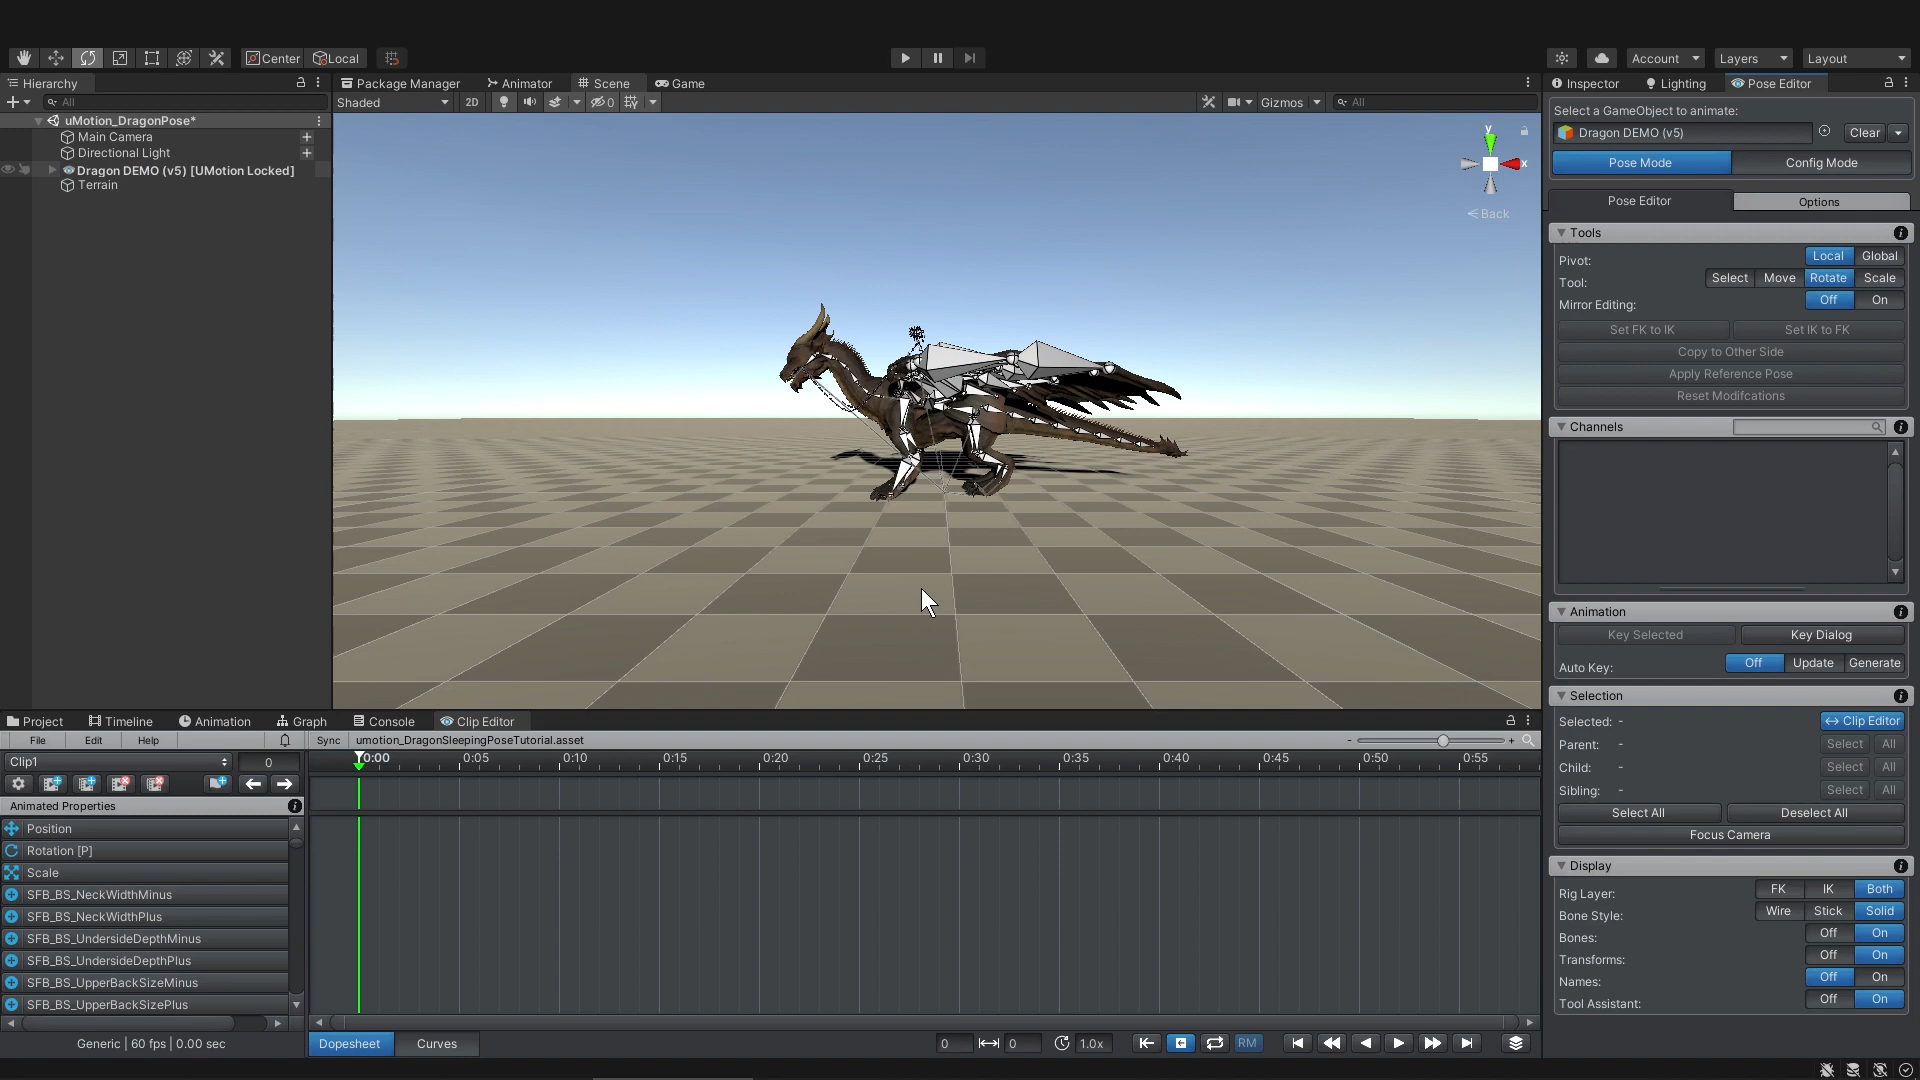 Center
Local
Account
Layers
Layout
Hierarchy
All
uMotion_DragonPose*
Main Camera
Directional Light
Dragon DEMO (v5) [UMotion Locked]
Terrain
Package Manager
Animator
Scene
Game
Shaded
2D
0
Gizmos
All
y
x
Back
Inspector
Lighting
Pose Editor
Select a GameObject to animate:
Dragon DEMO (v5)
Clear
Pose Mode
Config Mode
Pose Editor
Options
Tools
Pivot:
Local
Global
Tool:
Select
Move
Rotate
Scale
Mirror Editing:
Off
On
Set FK to IK
Set IK to FK
Copy to Other Side
Apply Reference Pose
Reset Modifcations
Channels
Animation
Key Selected
Key Dialog
Auto Key:
Off
Update
Generate
Selection
Selected: -
Clip Editor
Parent: -
Select
All
Child: -
Select
All
Sibling: -
Select
All
Select All
Deselect All
Focus Camera
Display
Rig Layer:
FK
IK
Both
Bone Style:
Wire
Stick
Solid
Bones:
Off
On
Transforms:
Off
On
Names:
Off
On
Tool Assistant:
Off
On
Project
Timeline
Animation
Graph
Console
Clip Editor
File
Edit
Help
Sync
umotion_DragonSleepingPoseTutorial.asset
- +
Clip1
0
0:00
0:05
0:10
0:15
0:20
0:25
0:30
0:35
0:40
0:45
0:50
0:55
Animated Properties
Position
Rotation [P]
Scale
SFB_BS_NeckWidthMinus
SFB_BS_NeckWidthPlus
SFB_BS_UndersideDepthMinus
SFB_BS_UndersideDepthPlus
SFB_BS_UpperBackSizeMinus
SFB_BS_UpperBackSizePlus
Generic | 60 fps | 0.00 sec
Dopesheet
Curves
0
0
1.0x
RM